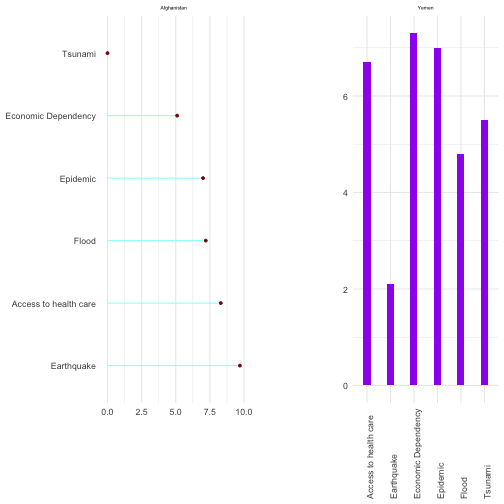 Afghanistan
Tsunami
Economic Dependency
Epidemic
Flood
Access to health care
Earthquake
0.0 2.5 5.0 7.5 10.0
Yemen
6
4
2
0
Access to health care
Earthquake
Economic Dependency
Epidemic
Flood
Tsunami